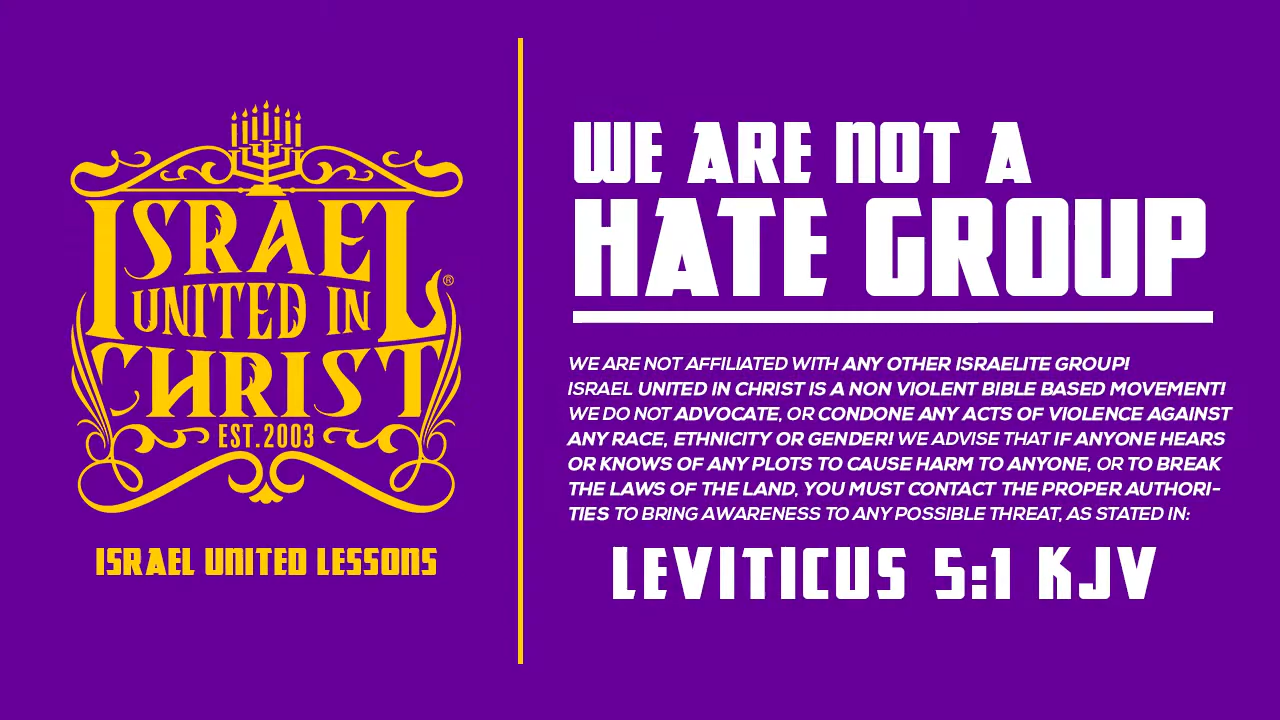 ISRAEL
UNITED IN
CHRIST
®
EST.2003
ISRAEL UNITED LESSONS
WE ARE NOT A
HATE GROUP
WE ARE NOT AFFILIATED WITH ANY OTHER ISRAELITE GROUP!
ISRAEL UNITED IN CHRIST IS A NON VIOLENT BIBLE BASED MOVEMENT!
WE DO NOT ADVOCATE, OR CONDONE ANY ACTS OF VIOLENCE AGAINST
ANY RACE, ETHNICITY OR GENDER! WE ADVISE THAT IF ANYONE HEARS
OR KNOWS OF ANY PLOTS TO CAUSE HARM TO ANYONE, OR TO BREAK
THE LAWS OF THE LAND, YOU MUST CONTACT THE PROPER AUTHORI-
TIES TO BRING AWARENESS TO ANY POSSIBLE THREAT, AS STATED IN:
LEVITICUS 5:1 KJV